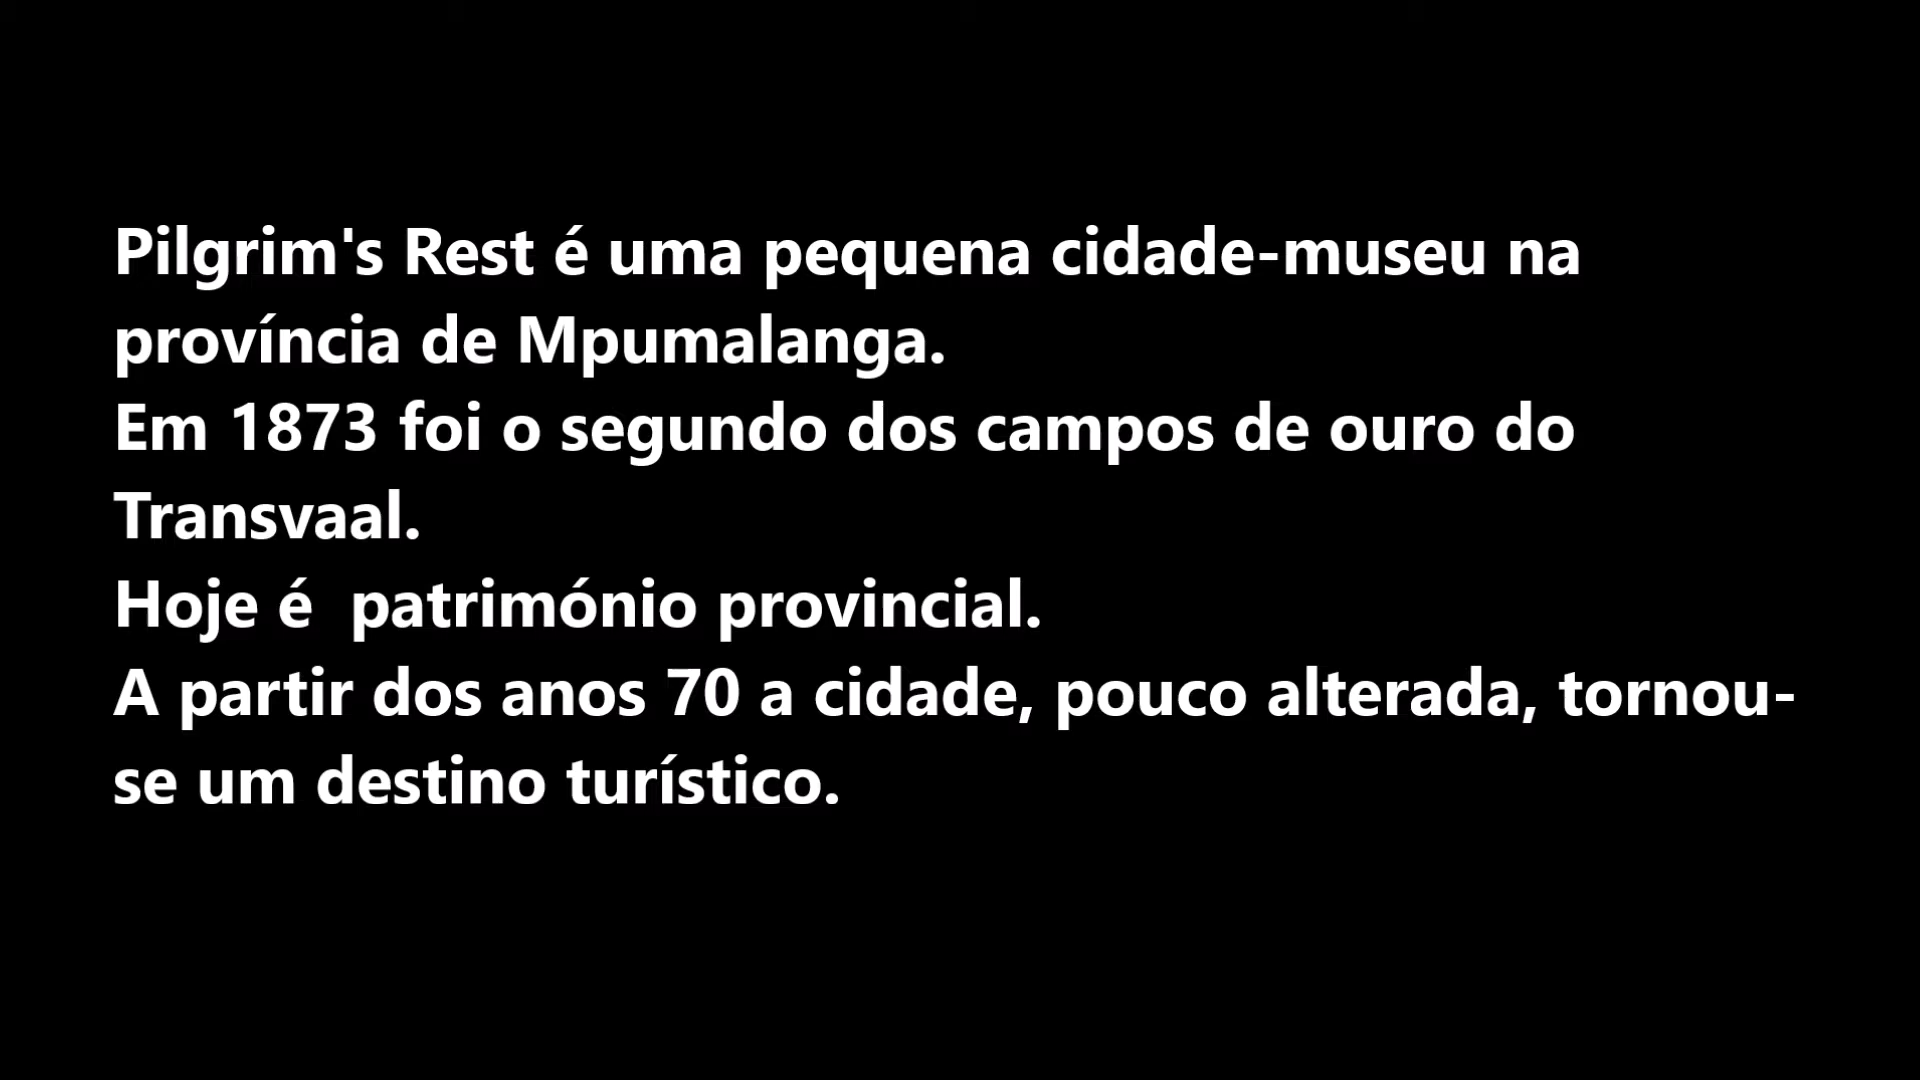 Pilgrim's Rest é uma pequena cidade-museu na
província de Mpumalanga.
Em 1873 foi o segundo dos campos de ouro do
Transvaal.
Hoje é  património provincial.
A partir dos anos 70 a cidade, pouco alterada, tornou-
se um destino turístico.